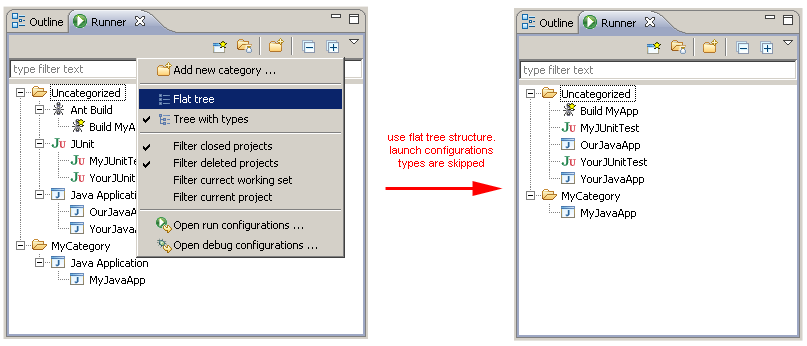 Outline Runner
type filter text
Uncategorized
Ant Build
Build MyA
JUnit
MyJUnitTe
YourJUnit
Java Applica
OurJavaA
YourJavaA
MyCategory
Java Application
MyJavaApp
Add new category ...
Flat tree
Tree with types
Filter closed projects
Filter deleted projects
Filter currect working set
Filter current project
Open run configurations ...
Open debug configurations ...
use flat tree structure,
launch configurations
types are skipped
Outline Runner
type filter text
Uncategorized
Build MyApp
MyJUnitTest
OurJavaApp
YourJUnitTest
YourJavaApp
MyCategory
MyJavaApp